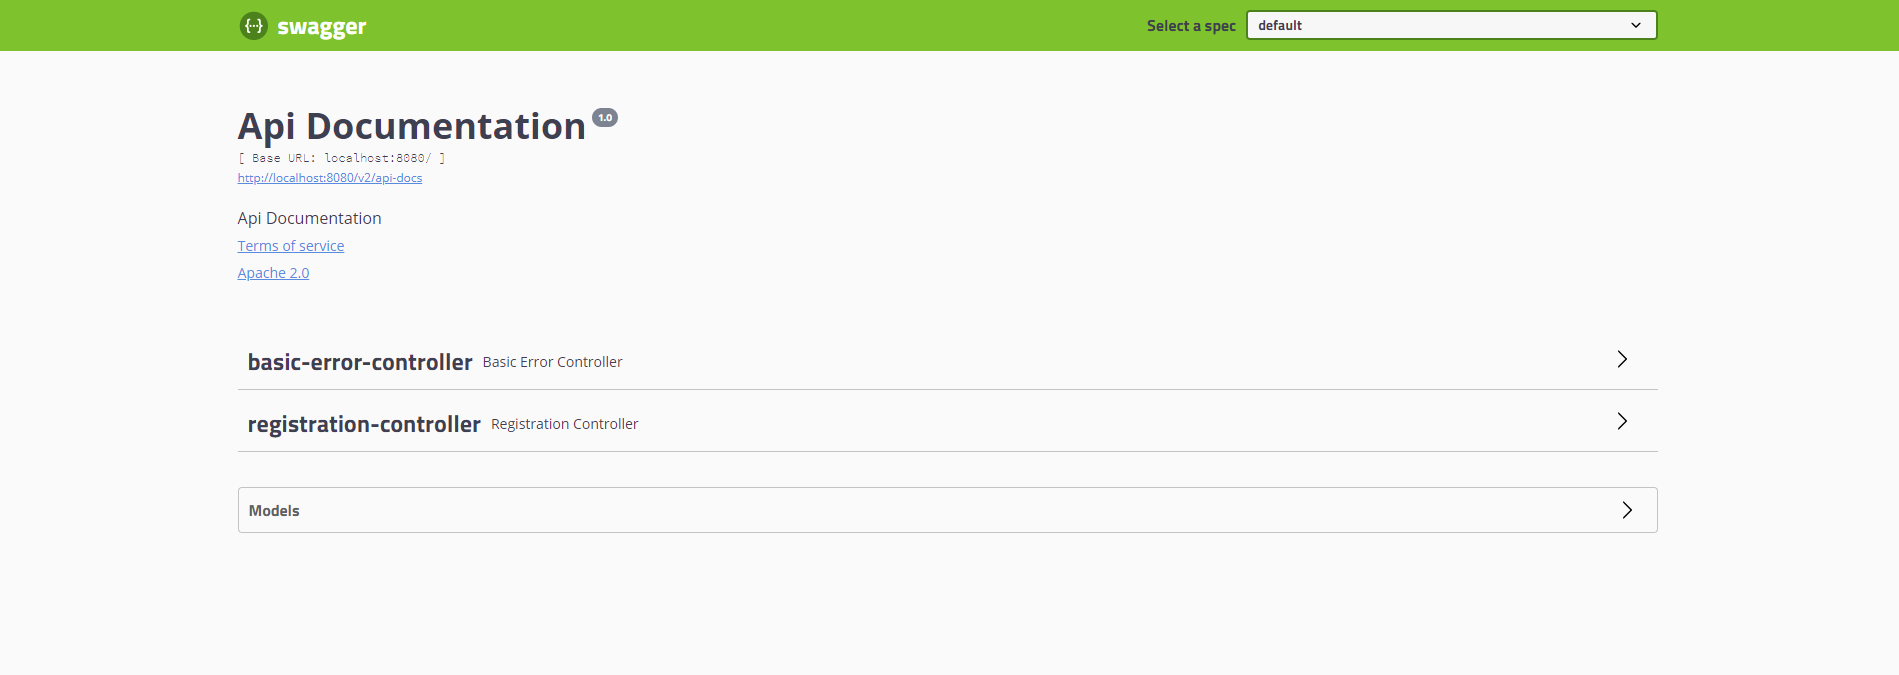 {...} swagger
Select a spec default
Api Documentation 1.0
[ Base URL: localhost:8080/ ]
http://localhost:8080/v2/api-docs
Api Documentation
Terms of service
Apache 2.0
basic-error-controller Basic Error Controller
registration-controller Registration Controller
Models